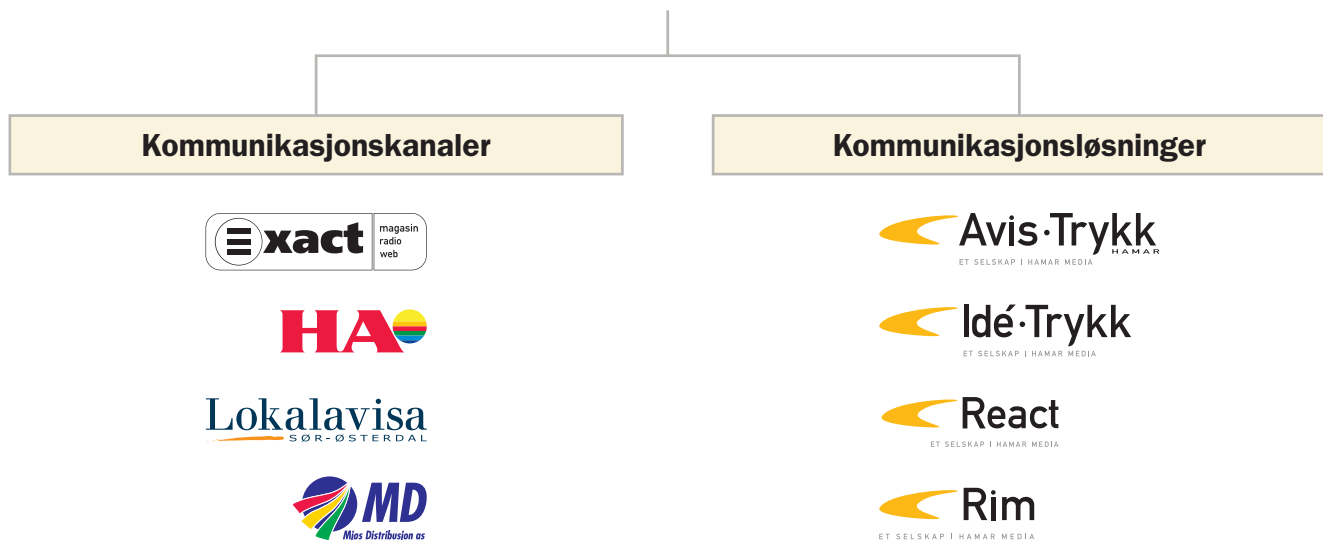 Kommunikasjonskanaler
Exact
magasin
radio
web
HA
Lokalavisa
SØR-ØSTERDAL
MD
Mjøs Distribusjon as
Kommunikasjonsløsninger
Avis·Trykk
HAMAR
ET SELSKAP I HAMAR MEDIA
Idé·Trykk
ET SELSKAP I HAMAR MEDIA
React
ET SELSKAP I HAMAR MEDIA
Rim
ET SELSKAP I HAMAR MEDIA